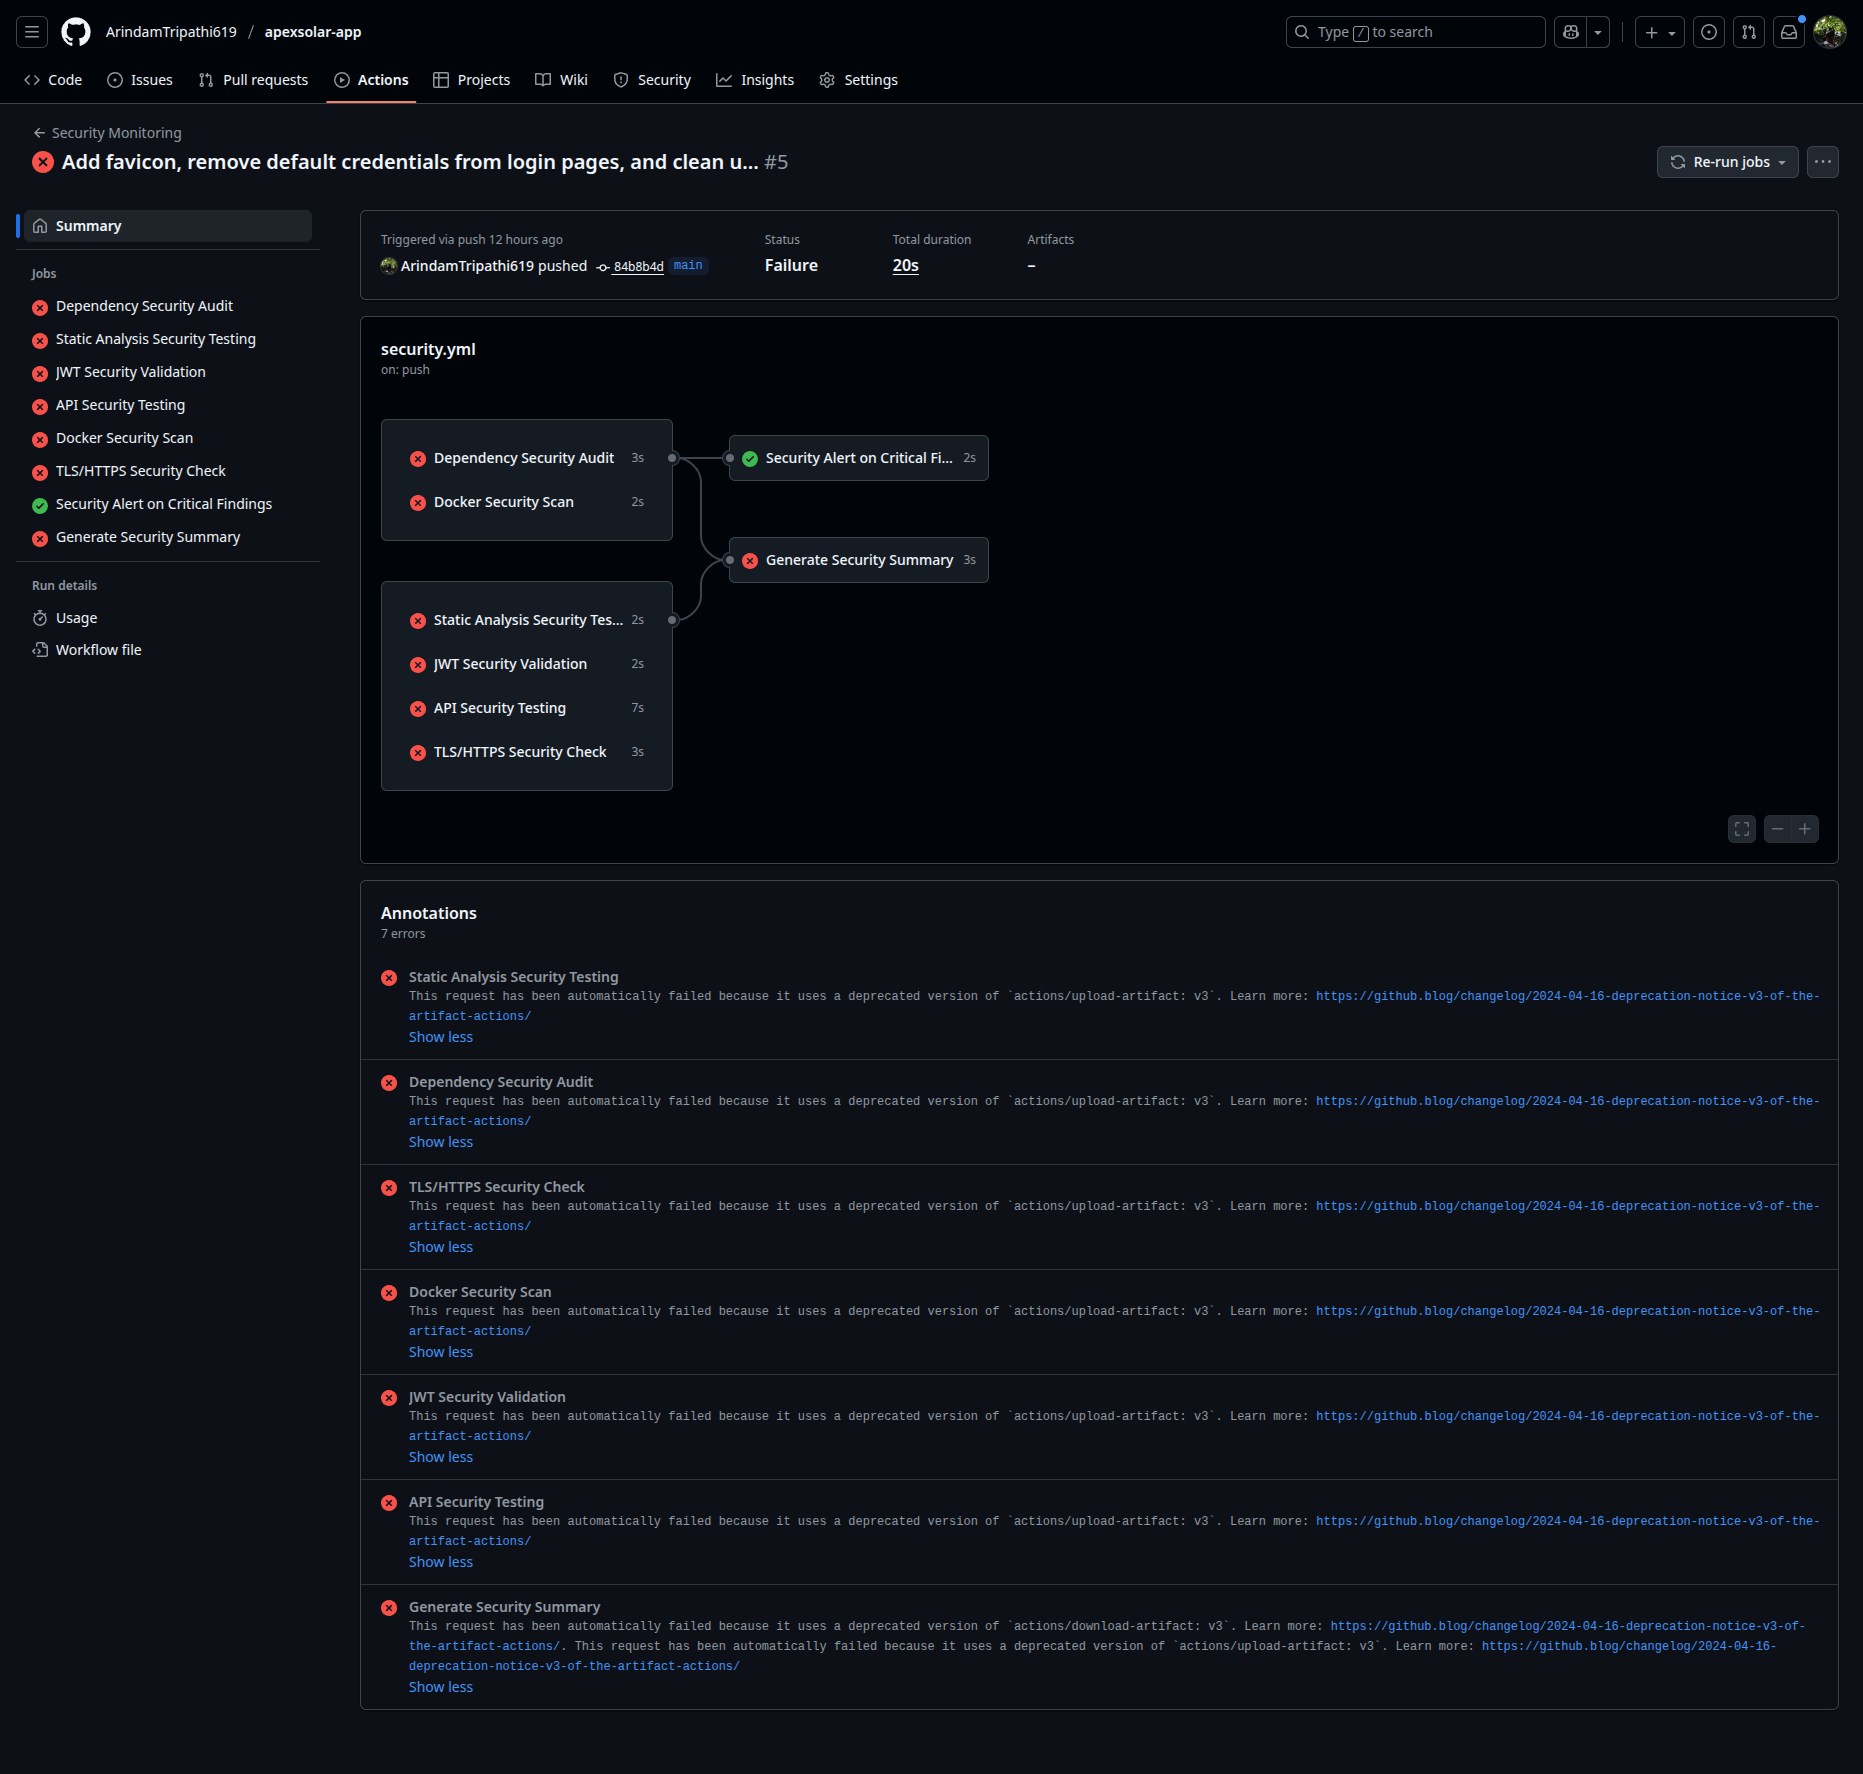 ArindamTripathi619 / apexsolar-app
Type / to search
Code Issues Pull requests Actions Projects Wiki Security Insights Settings
Security Monitoring
Add favicon, remove default credentials from login pages, and clean u... #5
Re-run jobs
Summary
Jobs
Dependency Security Audit
Static Analysis Security Testing
JWT Security Validation
API Security Testing
Docker Security Scan
TLS/HTTPS Security Check
Security Alert on Critical Findings
Generate Security Summary
Run details
Usage
Workflow file
Triggered via push 12 hours ago
ArindamTripathi619 pushed 84b8b4d main
Status
Failure
Total duration
20s
Artifacts
–
security.yml
on: push
Dependency Security Audit 3s
Docker Security Scan 2s
Static Analysis Security Tes... 2s
JWT Security Validation 2s
API Security Testing 7s
TLS/HTTPS Security Check 3s
Security Alert on Critical Fi... 2s
Generate Security Summary 3s
Annotations
7 errors
Static Analysis Security Testing
This request has been automatically failed because it uses a deprecated version of `actions/upload-artifact: v3`. Learn more: https://github.blog/changelog/2024-04-16-deprecation-notice-v3-of-the-
artifact-actions/
Show less
Dependency Security Audit
This request has been automatically failed because it uses a deprecated version of `actions/upload-artifact: v3`. Learn more: https://github.blog/changelog/2024-04-16-deprecation-notice-v3-of-the-
artifact-actions/
Show less
TLS/HTTPS Security Check
This request has been automatically failed because it uses a deprecated version of `actions/upload-artifact: v3`. Learn more: https://github.blog/changelog/2024-04-16-deprecation-notice-v3-of-the-
artifact-actions/
Show less
Docker Security Scan
This request has been automatically failed because it uses a deprecated version of `actions/upload-artifact: v3`. Learn more: https://github.blog/changelog/2024-04-16-deprecation-notice-v3-of-the-
artifact-actions/
Show less
JWT Security Validation
This request has been automatically failed because it uses a deprecated version of `actions/upload-artifact: v3`. Learn more: https://github.blog/changelog/2024-04-16-deprecation-notice-v3-of-the-
artifact-actions/
Show less
API Security Testing
This request has been automatically failed because it uses a deprecated version of `actions/upload-artifact: v3`. Learn more: https://github.blog/changelog/2024-04-16-deprecation-notice-v3-of-the-
artifact-actions/
Show less
Generate Security Summary
This request has been automatically failed because it uses a deprecated version of `actions/download-artifact: v3`. Learn more: https://github.blog/changelog/2024-04-16-deprecation-notice-v3-of-
the-artifact-actions/. This request has been automatically failed because it uses a deprecated version of `actions/upload-artifact: v3`. Learn more: https://github.blog/changelog/2024-04-16-
deprecation-notice-v3-of-the-artifact-actions/
Show less